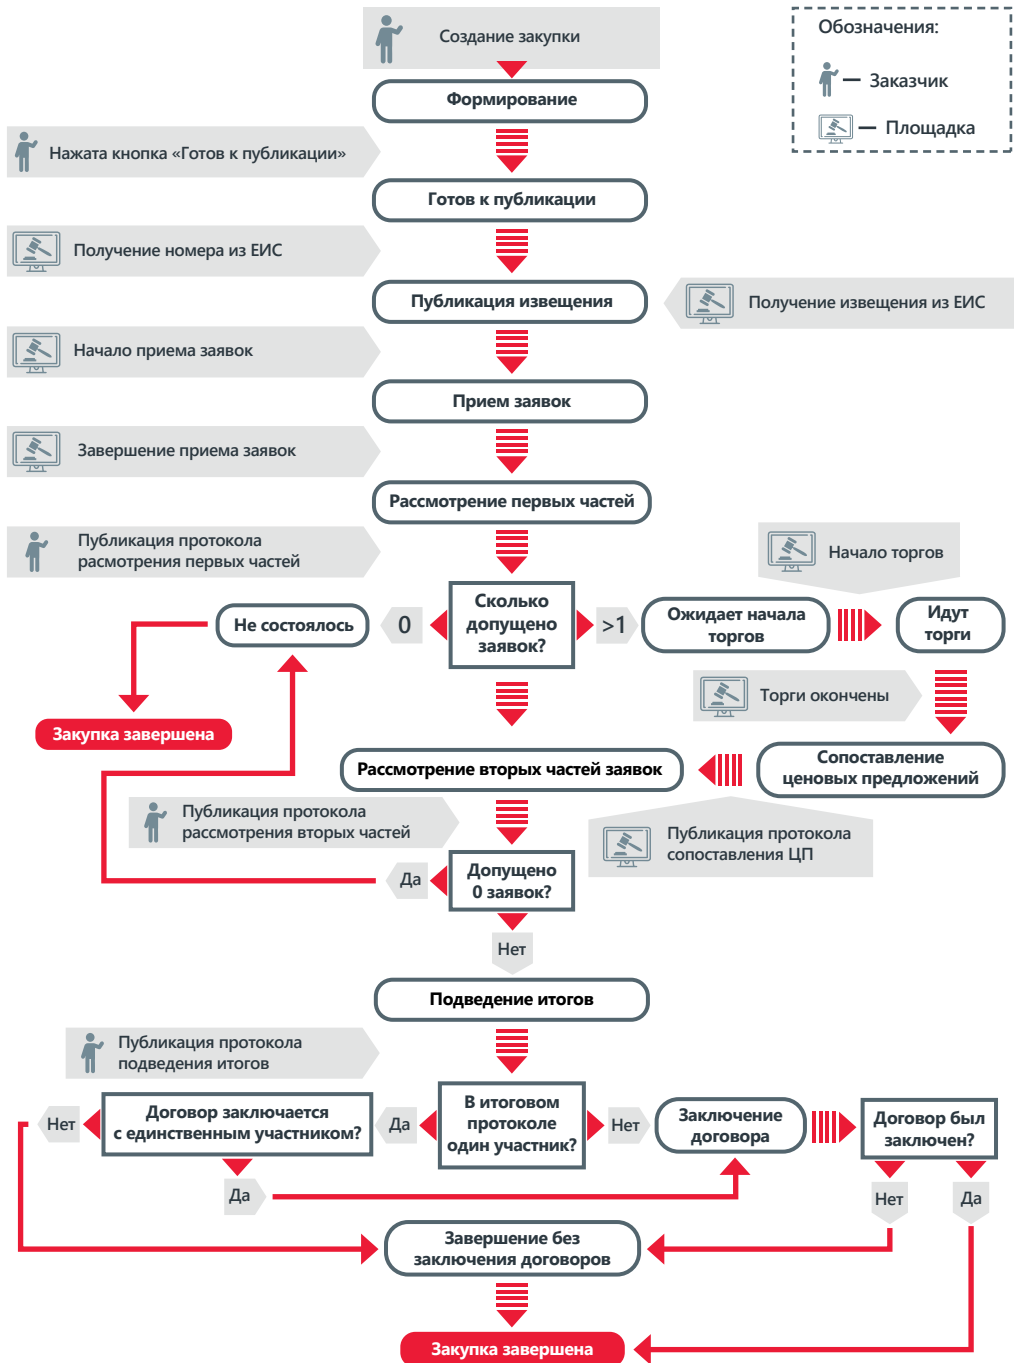 Создание закупки
Обозначения:
Заказчик
Площадка
Формирование
Нажата кнопка «Готов к публикации»
Готов к публикации
Получение номера из ЕИС
Публикация извещения
Получение извещения из ЕИС
Начало приема заявок
Прием заявок
Завершение приема заявок
Рассмотрение первых частей
Публикация протокола
расмотрения первых частей
Начало торгов
Не состоялось
0
Сколько
допущено
заявок?
>1
Ожидает начала
торгов
Идут
торги
Торги окончены
Закупка завершена
Рассмотрение вторых частей заявок
Сопоставление
ценовых предложений
Публикация протокола
рассмотрения вторых частей
Публикация протокола
сопоставления ЦП
Да
Допущено
0 заявок?
Нет
Подведение итогов
Публикация протокола
подведения итогов
Нет
Договор заключается
с единственным участником?
Да
В итоговом
протоколе
один участник?
Нет
Заключение
договора
Договор был
заключен?
Да
Нет
Да
Завершение без
заключения договоров
Закупка завершена